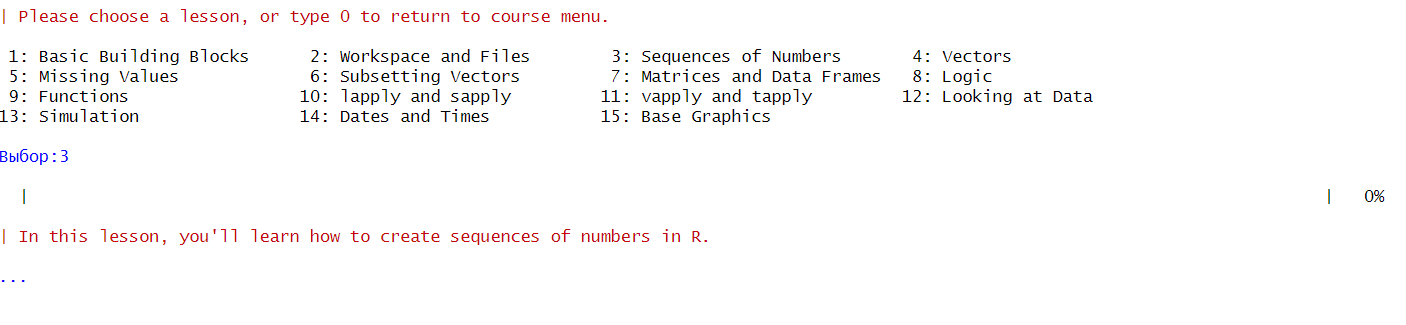 | Please choose a lesson, or type 0 to return to course menu.
1: Basic Building Blocks 2: Workspace and Files 3: Sequences of Numbers 4: Vectors
5: Missing Values 6: Subsetting Vectors 7: Matrices and Data Frames 8: Logic
9: Functions 10: lapply and sapply 11: vapply and tapply 12: Looking at Data
13: Simulation 14: Dates and Times 15: Base Graphics
Выбор:3
| | 0%
| In this lesson, you'll learn how to create sequences of numbers in R.
...